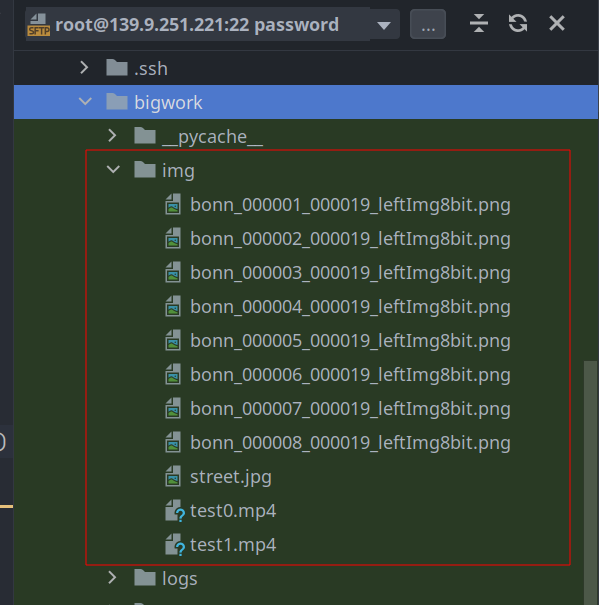 SFTP root@139.9.251.221:22 password ...
.ssh
bigwork
__pycache__
img
bonn_000001_000019_leftImg8bit.png
bonn_000002_000019_leftImg8bit.png
bonn_000003_000019_leftImg8bit.png
bonn_000004_000019_leftImg8bit.png
bonn_000005_000019_leftImg8bit.png
bonn_000006_000019_leftImg8bit.png
bonn_000007_000019_leftImg8bit.png
bonn_000008_000019_leftImg8bit.png
street.jpg
test0.mp4
test1.mp4
logs